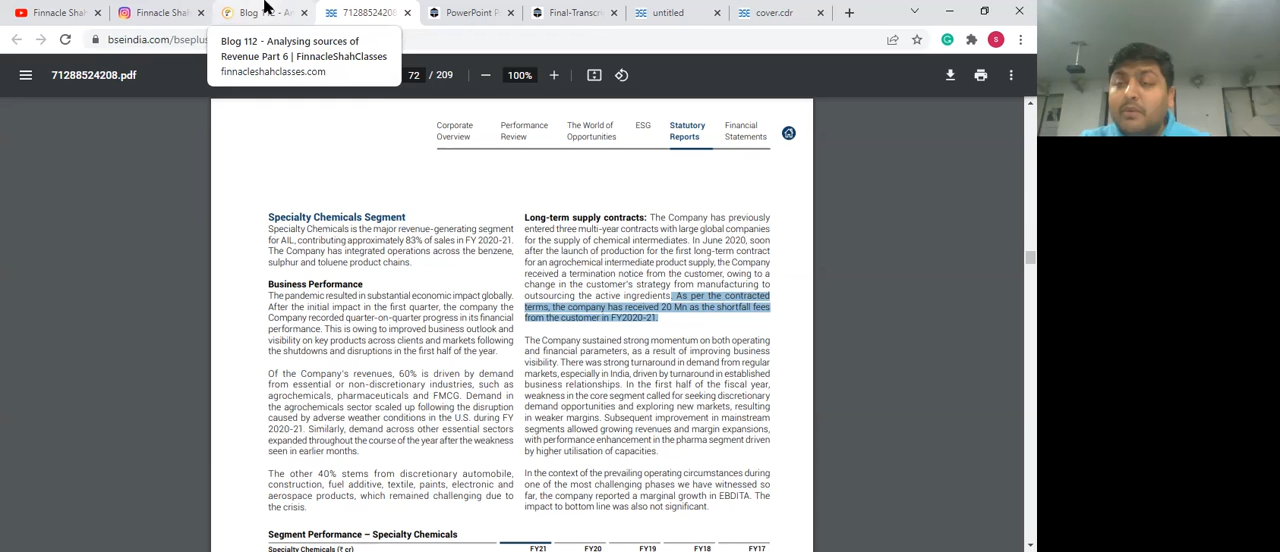 Finnacle Shah
Finnacle Shah
Blog 112 - An
71288524208
PowerPoint P
Final-Transcri
untitled
cover.cdr
bseindia.com/bseplus
S
Blog 112 - Analysing sources of
Revenue Part 6 | FinnacleShahClasses
finnacleshahclasses.com
71288524208.pdf
72 / 209
100%
Corporate
Overview
Performance
Review
The World of
Opportunities
ESG
Statutory
Reports
Financial
Statements
Specialty Chemicals Segment
Specialty Chemicals is the major revenue-generating segment
for AIL, contributing approximately 83% of sales in FY 2020-21.
The Company has integrated operations across the benzene,
sulphur and toluene product chains.
Business Performance
The pandemic resulted in substantial economic impact globally.
After the initial impact in the first quarter, the company the
Company recorded quarter-on-quarter progress in its financial
performance. This is owing to improved business outlook and
visibility on key products across clients and markets following
the shutdowns and disruptions in the first half of the year.
Of the Company's revenues, 60% is driven by demand
from essential or non-discretionary industries, such as
agrochemicals, pharmaceuticals and FMCG. Demand in
the agrochemicals sector scaled up following the disruption
caused by adverse weather conditions in the U.S. during FY
2020-21. Similarly, demand across other essential sectors
expanded throughout the course of the year after the weakness
seen in earlier months.
The other 40% stems from discretionary automobile,
construction, fuel additive, textile, paints, electronic and
aerospace products, which remained challenging due to
the crisis.
Long-term supply contracts: The Company has previously
entered three multi-year contracts with large global companies
for the supply of chemical intermediates. In June 2020, soon
after the launch of production for the first long-term contract
for an agrochemical intermediate product supply, the Company
received a termination notice from the customer, owing to a
change in the customer's strategy from manufacturing to
outsourcing the active ingredients. As per the contracted
terms, the company has received 20 Mn as the shortfall fees
from the customer in FY2020-21.
The Company sustained strong momentum on both operating
and financial parameters, as a result of improving business
visibility. There was strong turnaround in demand from regular
markets, especially in India, driven by turnaround in established
business relationships. In the first half of the fiscal year,
weakness in the core segment called for seeking discretionary
demand opportunities and exploring new markets, resulting
in weaker margins. Subsequent improvement in mainstream
segments allowed growing revenues and margin expansions,
with performance enhancement in the pharma segment driven
by higher utilisation of capacities.
In the context of the prevailing operating circumstances during
one of the most challenging phases we have witnessed so
far, the company reported a marginal growth in EBDITA. The
impact to bottom line was also not significant.
Segment Performance – Specialty Chemicals
Specialty Chemicals (₹ cr) FY21 FY20 FY19 FY18 FY17